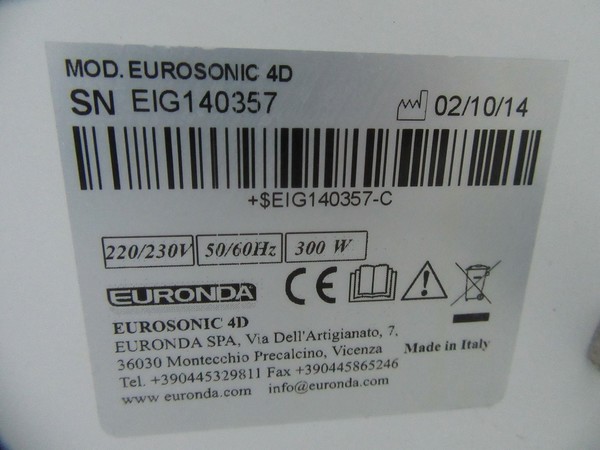 MOD. EUROSONIC 4D
SN EIG140357 02/10/14
+$EIG140357-C
220/230V 50/60Hz 300 W
EURONDA CE
EUROSONIC 4D
EURONDA SPA, Via Dell'Artigianato, 7,
36030 Montecchio Precalcino, Vicenza Made in Italy
Tel. +390445329811 Fax +390445865246
www euronda.com info@euronda.com